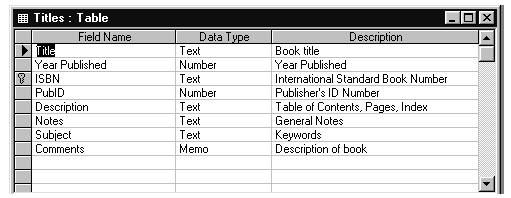 Titles : Table
Field Name Data Type Description
Title Text Book title
Year Published Number Year Published
ISBN Text International Standard Book Number
PubID Number Publisher's ID Number
Description Text Table of Contents, Pages, Index
Notes Text General Notes
Subject Text Keywords
Comments Memo Description of book